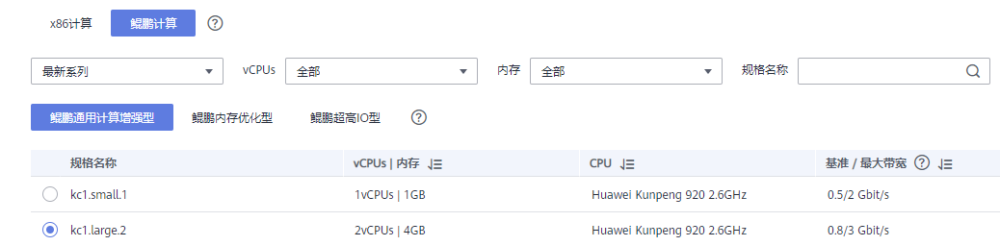 x86计算 鲲鹏计算 ?
最新系列 vCPUs 全部 内存 全部 规格名称
鲲鹏通用计算增强型 鲲鹏内存优化型 鲲鹏超高IO型 ?
规格名称 vCPUs | 内存 CPU 基准 / 最大带宽 ?
kc1.small.1 1vCPUs | 1GB Huawei Kunpeng 920 2.6GHz 0.5/2 Gbit/s
kc1.large.2 2vCPUs | 4GB Huawei Kunpeng 920 2.6GHz 0.8/3 Gbit/s